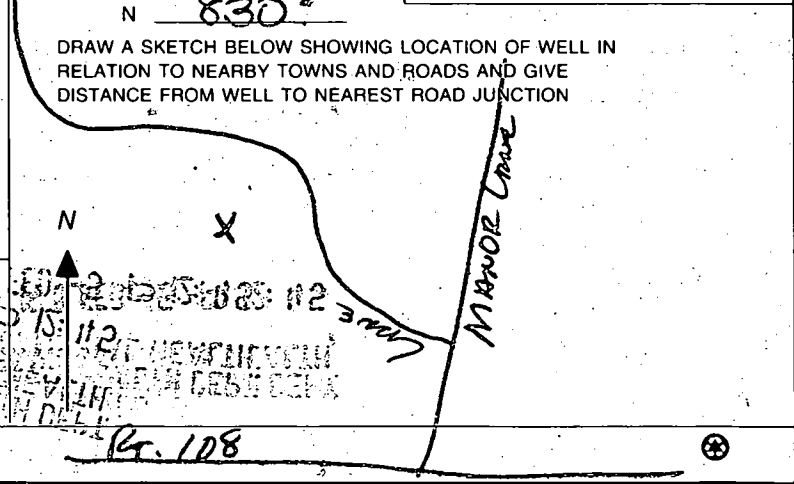 N 830
DRAW A SKETCH BELOW SHOWING LOCATION OF WELL IN
RELATION TO NEARBY TOWNS AND ROADS AND GIVE
DISTANCE FROM WELL TO NEAREST ROAD JUNCTION
MANOR Lane
N
X
Lane
Rt. 108